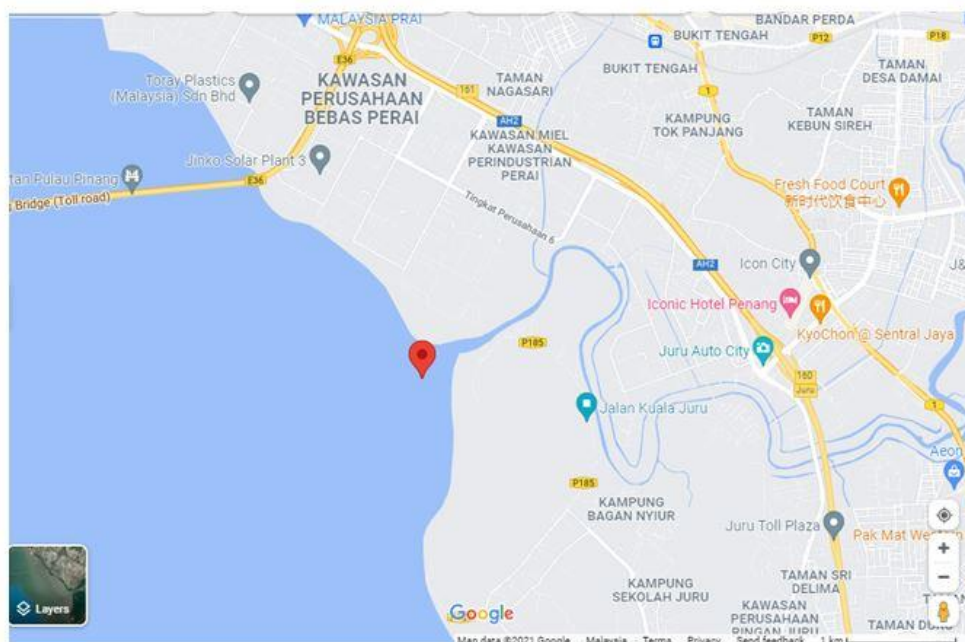 MALAYSIA PRAI
BANDAR PERDA
BUKIT TENGAH
P12
P18
E36
Toray Plastics
(Malaysia) Sdn Bhd
KAWASAN
PERUSAHAAN
BEBAS PERAI
161
TAMAN
NAGASARI
BUKIT TENGAH
1
TAMAN
DESA DAMAI
AH2
KAMPUNG
TOK PANJANG
TAMAN
KEBUN SIREH
KAWASAN MIEL
KAWASAN
PERINDUSTRIAN
PERAI
Jinko Solar Plant 3
tan Pulau Pinang
E36
Bridge (Toll road)
Tingkat Perusahaan 6
Fresh Food Court
新时代饮食中心
AH2
Icon City
J&
Iconic Hotel Penang
KyoChon @ Sentral Jaya
P185
Juru Auto City
160
Juru
Jalan Kuala Juru
1
Aeon
P185
KAMPUNG
BAGAN NYIUR
Juru Toll Plaza
Pak Mat Western
TAMAN SRI
DELIMA
KAMPUNG
SEKOLAH JURU
KAWASAN
PERUSAHAAN
RINGAN JURU
Layers
Google
Map data ©2021 Google Malaysia Terms Privacy Send feedback 1 km